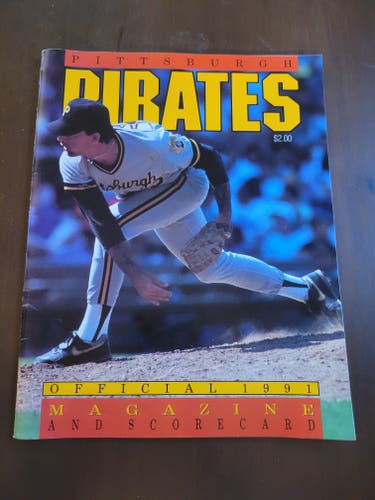 PITTSBURGH
PIRATES
$2.00
Pittsburgh
OFFICIAL 1991
MAGAZINE
AND SCORECARD